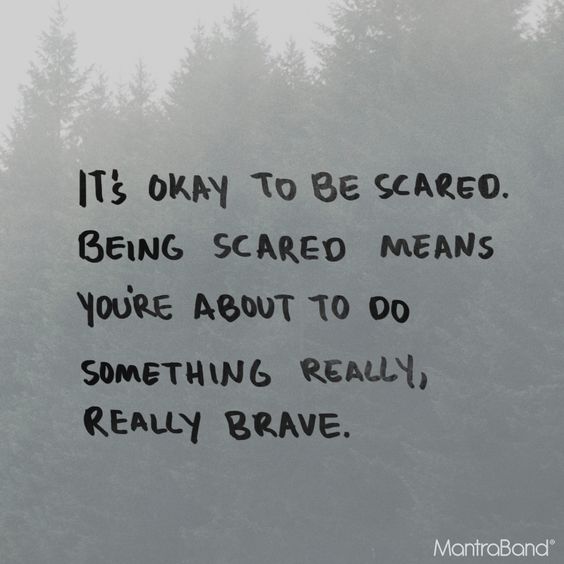 IT'S OKAY TO BE SCARED.
BEING SCARED MEANS
YOU'RE ABOUT TO DO
SOMETHING REALLY,
REALLY BRAVE.
MantraBand®